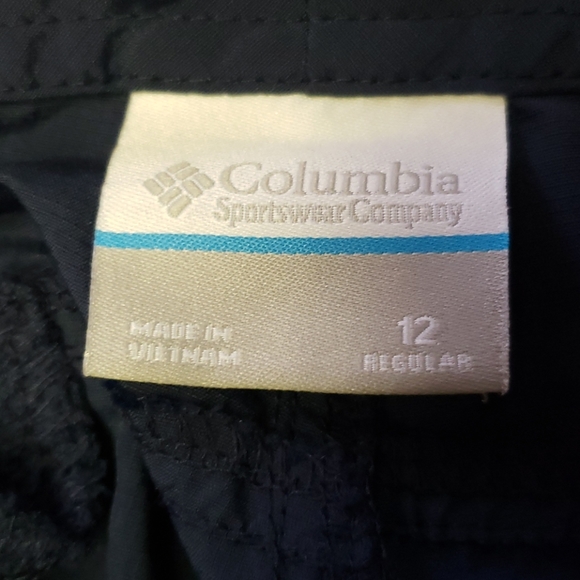 Columbia
Sportswear Company
MADE IN
VIETNAM
12
REGULAR